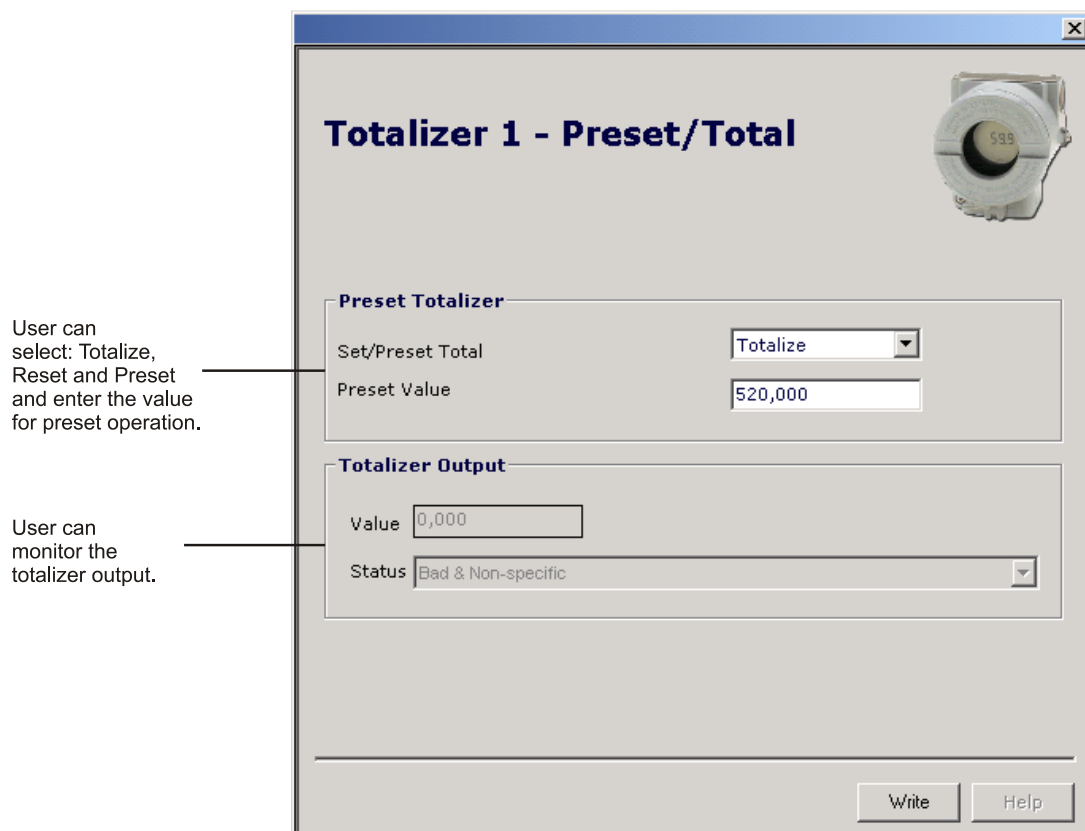 Totalizer 1 - Preset/Total
59.9
User can
select: Totalize,
Reset and Preset
and enter the value
for preset operation.
Preset Totalizer
Set/Preset Total
Totalize
Preset Value
520,000
User can
monitor the
totalizer output.
Totalizer Output
Value
0,000
Status
Bad & Non-specific
Write
Help